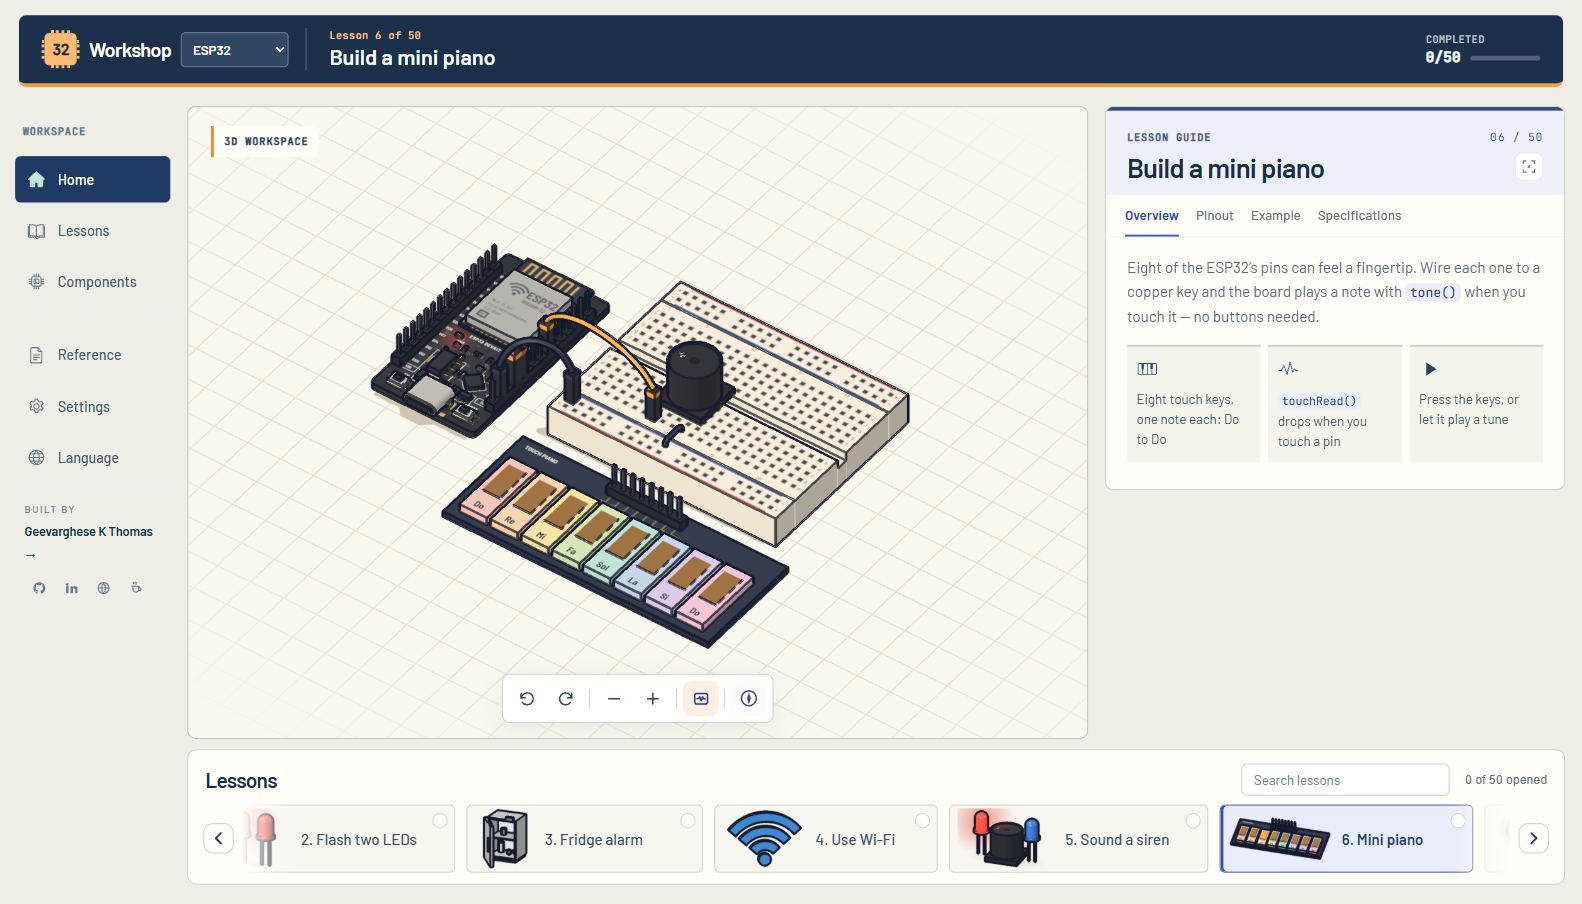 32
Workshop
ESP32
Lesson 6 of 50
Build a mini piano
COMPLETED
0/50
WORKSPACE
Home
Lessons
Components
Reference
Settings
Language
BUILT BY
Geevarghese K Thomas
→
3D WORKSPACE
ESP32
TOUCH PIANO
Do
Re
Mi
Fa
Sol
La
Si
Do
LESSON GUIDE
06 / 50
Build a mini piano
Overview
Pinout
Example
Specifications
Eight of the ESP32's pins can feel a fingertip. Wire each one to a
copper key and the board plays a note with tone() when you
touch it — no buttons needed.
Eight touch keys,
one note each: Do
to Do
touchRead()
drops when you
touch a pin
Press the keys, or
let it play a tune
Lessons
Search lessons
0 of 50 opened
2. Flash two LEDs
3. Fridge alarm
4. Use Wi-Fi
5. Sound a siren
6. Mini piano